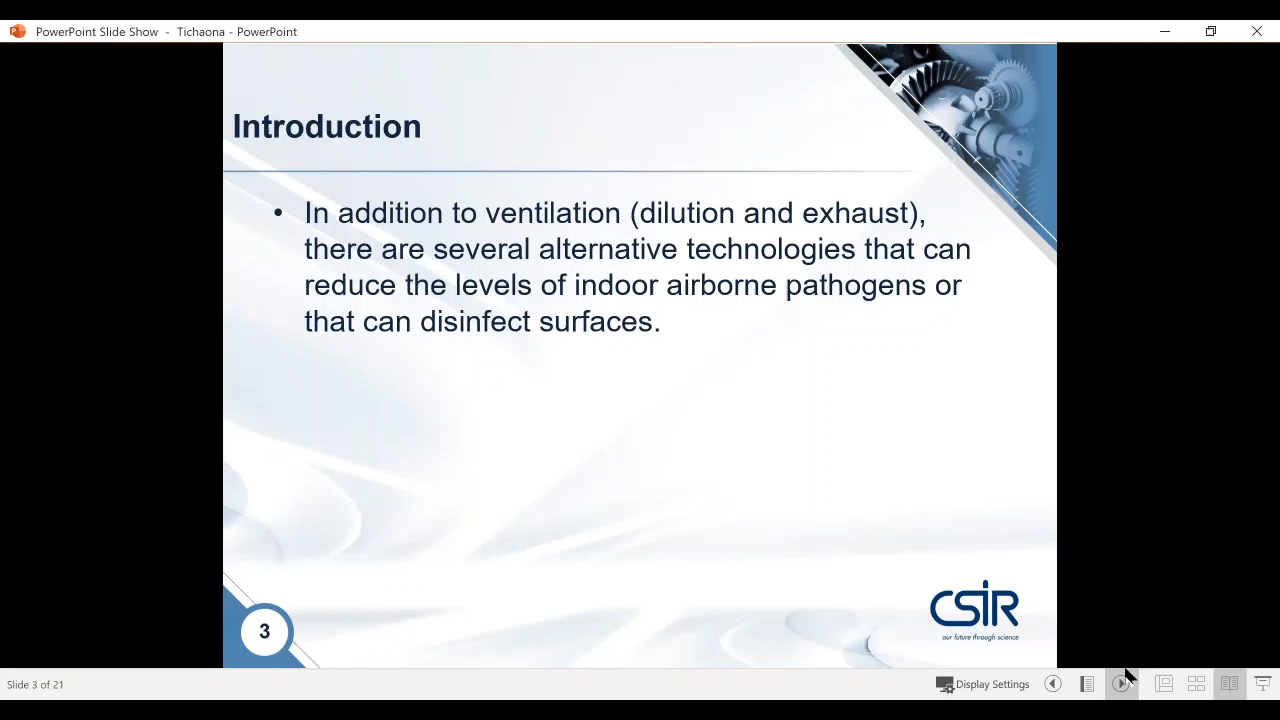 PowerPoint Slide Show - Tichaona - PowerPoint
Introduction
• In addition to ventilation (dilution and exhaust),
there are several alternative technologies that can
reduce the levels of indoor airborne pathogens or
that can disinfect surfaces.
CSIR
our future through science
3
Slide 3 of 21
Display Settings